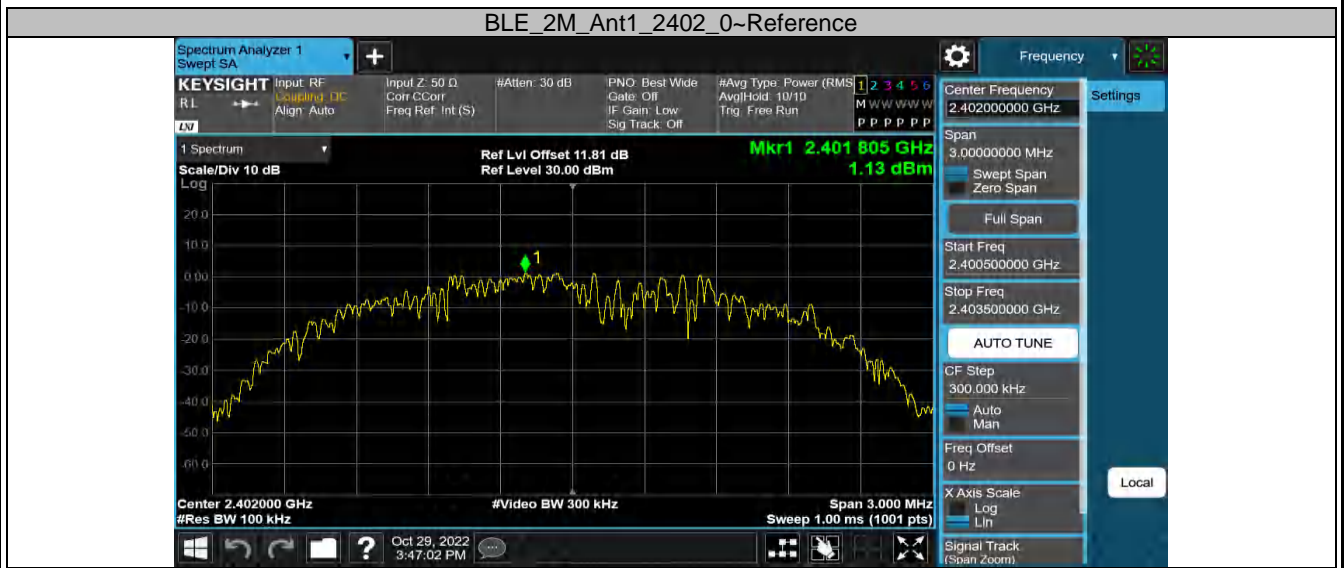 BLE_2M_Ant1_2402_0~Reference
Spectrum Analyzer 1
Swept SA
Frequency
KEYSIGHT
RL
LXI
Input: RF
Coupling: DC
Align: Auto
Input Z: 50 Ω
Corr CCorr
Freq Ref: Int (S)
#Atten: 30 dB
PNO: Best Wide
Gate: Off
IF Gain: Low
Sig Track: Off
#Avg Type: Power (RMS
Avg|Hold: 10/10
Trig: Free Run
1 2 3 4 5 6
M W W W W W
P P P P P P
Center Frequency
2.402000000 GHz
Settings
1 Spectrum
Scale/Div 10 dB
Ref Lvl Offset 11.81 dB
Ref Level 30.00 dBm
Mkr1 2.401 805 GHz
1.13 dBm
Span
3.00000000 MHz
Swept Span
Zero Span
Full Span
Log
20.0
10.0
0.00
-10.0
-20.0
-30.0
-40.0
-50.0
-60.0
1
Start Freq
2.400500000 GHz
Stop Freq
2.403500000 GHz
AUTO TUNE
CF Step
300.000 kHz
Auto
Man
Freq Offset
0 Hz
X Axis Scale
Log
Lin
Local
Center 2.402000 GHz
#Res BW 100 kHz
#Video BW 300 kHz
Span 3.000 MHz
Sweep 1.00 ms (1001 pts)
?
Oct 29, 2022
3:47:02 PM
Signal Track
(Span Zoom)